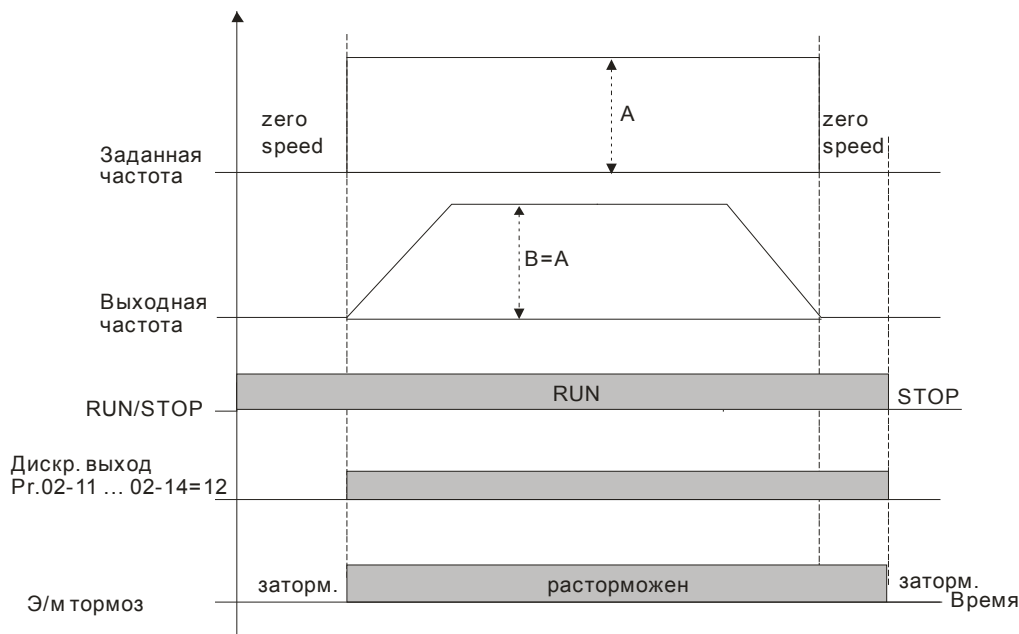 zero
speed
A
zero
speed
Заданная
частота
B=A
Выходная
частота
RUN
RUN/STOP
STOP
Дискр. выход
Pr.02-11 ... 02-14=12
заторм.
расторможен
заторм.
Э/м тормоз
Время